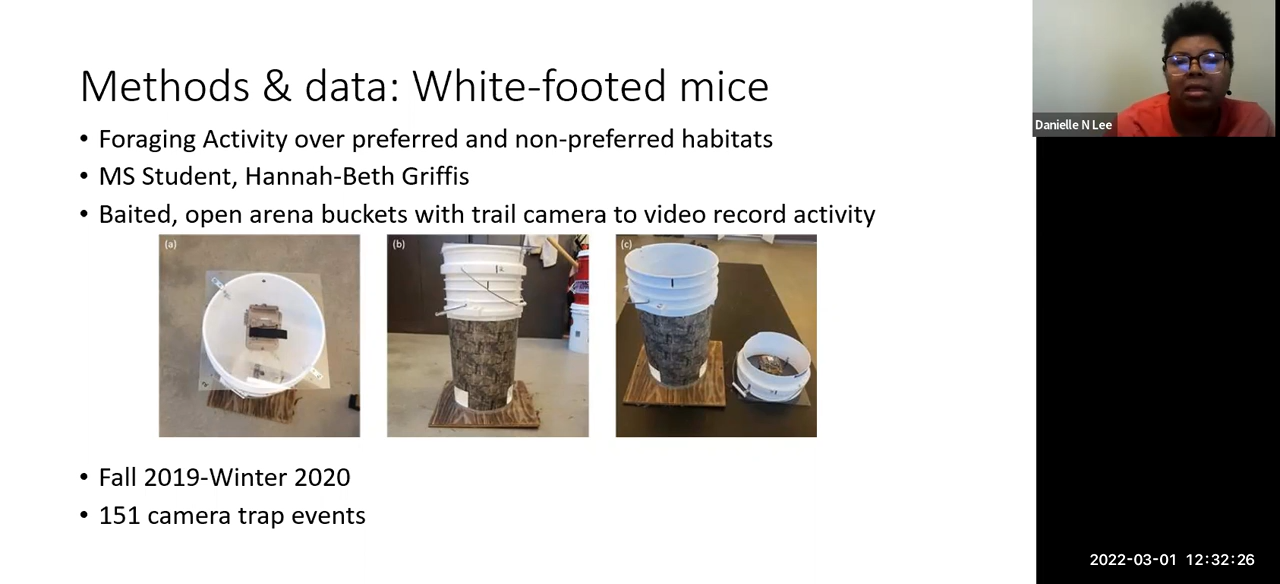 Methods & data: White-footed mice
• Foraging Activity over preferred and non-preferred habitats
• MS Student, Hannah-Beth Griffis
• Baited, open arena buckets with trail camera to video record activity
(a)
(b)
(c)
• Fall 2019-Winter 2020
• 151 camera trap events
Danielle N Lee
2022-03-01 12:32:26